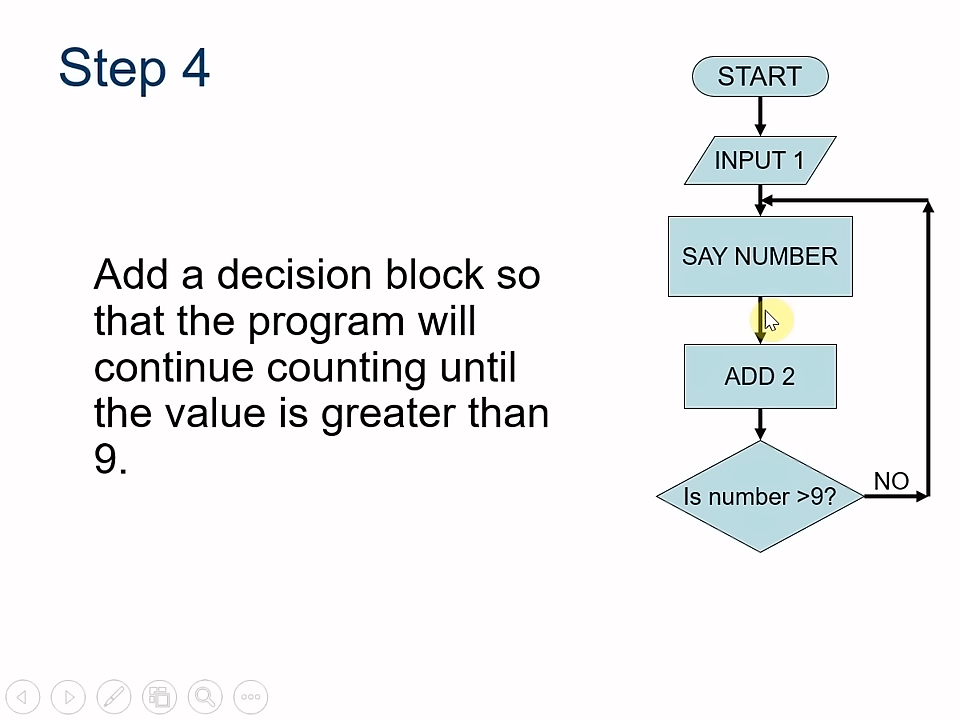 Step 4
Add a decision block so
that the program will
continue counting until
the value is greater than
9.
START
INPUT 1
SAY NUMBER
ADD 2
Is number >9?
NO